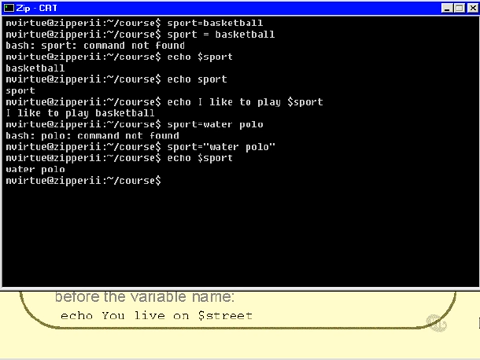 Zip - CAT
nvirtue@zipperii:~/course$ sport=basketball
nvirtue@zipperii:~/course$ sport = basketball
bash: sport: command not found
nvirtue@zipperii:~/course$ echo $sport
basketball
nvirtue@zipperii:~/course$ echo sport
sport
nvirtue@zipperii:~/course$ echo I like to play $sport
I like to play basketball
nvirtue@zipperii:~/course$ sport=water polo
bash: polo: command not found
nvirtue@zipperii:~/course$ sport="water polo"
nvirtue@zipperii:~/course$ echo $sport
water polo
nvirtue@zipperii:~/course$
before the variable name:
echo You live on $street